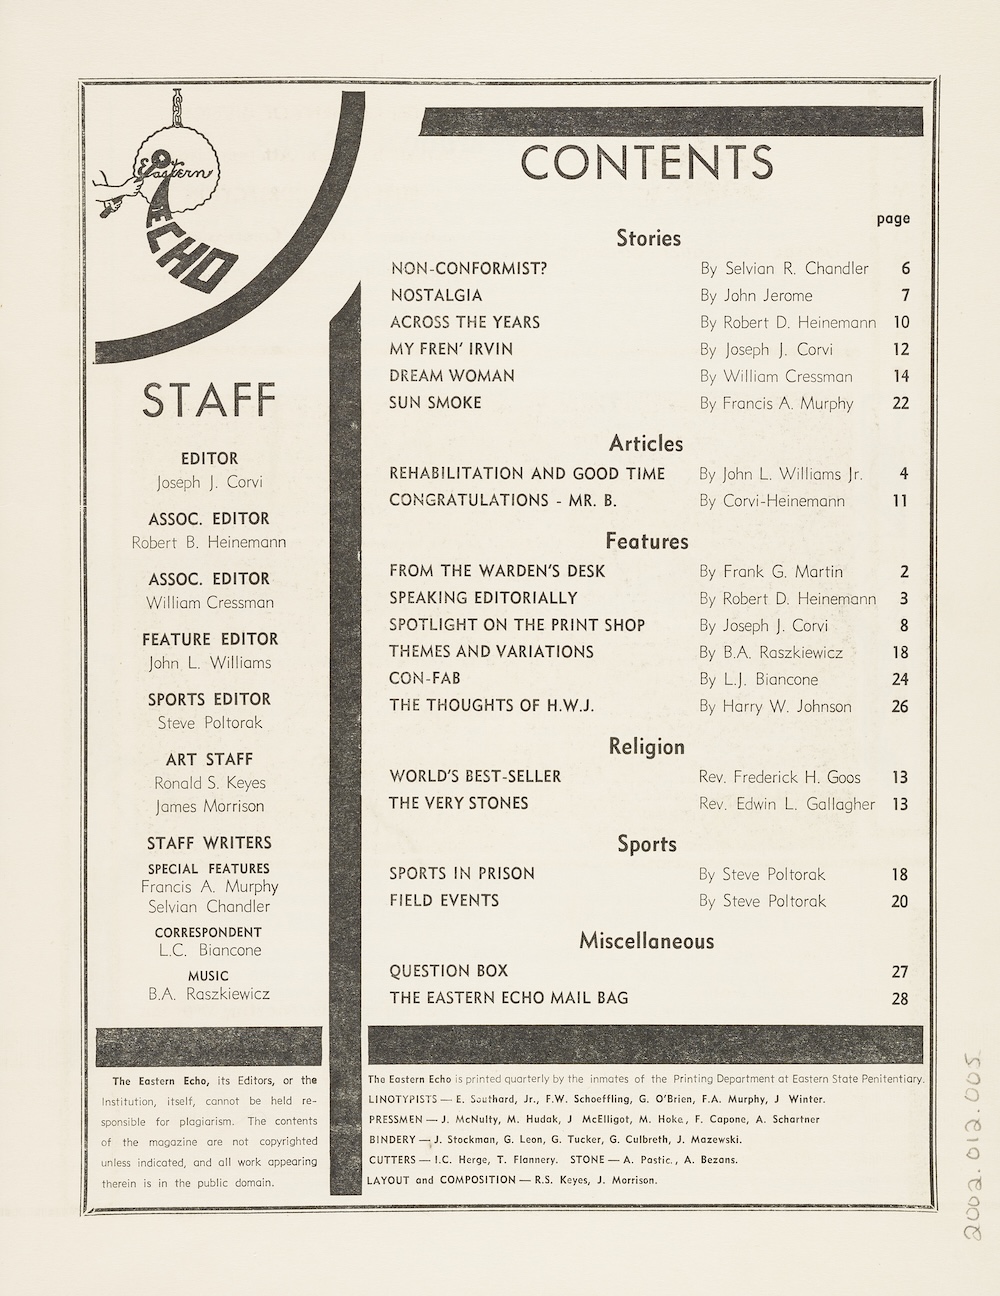 Eastern
ECHO
STAFF
EDITOR
Joseph J. Corvi
ASSOC. EDITOR
Robert B. Heinemann
ASSOC. EDITOR
William Cressman
FEATURE EDITOR
John L. Williams
SPORTS EDITOR
Steve Poltorak
ART STAFF
Ronald S. Keyes
James Morrison
STAFF WRITERS
SPECIAL FEATURES
Francis A. Murphy
Selvian Chandler
CORRESPONDENT
L.C. Biancone
MUSIC
B.A. Raszkiewicz
The Eastern Echo, its Editors, or the
Institution, itself, cannot be held re-
sponsible for plagiarism. The contents
of the magazine are not copyrighted
unless indicated, and all work appearing
therein is in the public domain.
CONTENTS
page
Stories
NON-CONFORMIST? By Selvian R. Chandler 6
NOSTALGIA By John Jerome 7
ACROSS THE YEARS By Robert D. Heinemann 10
MY FREN' IRVIN By Joseph J. Corvi 12
DREAM WOMAN By William Cressman 14
SUN SMOKE By Francis A. Murphy 22
Articles
REHABILITATION AND GOOD TIME By John L. Williams Jr. 4
CONGRATULATIONS - MR. B. By Corvi-Heinemann 11
Features
FROM THE WARDEN'S DESK By Frank G. Martin 2
SPEAKING EDITORIALLY By Robert D. Heinemann 3
SPOTLIGHT ON THE PRINT SHOP By Joseph J. Corvi 8
THEMES AND VARIATIONS By B.A. Raszkiewicz 18
CON-FAB By L.J. Biancone 24
THE THOUGHTS OF H.W.J. By Harry W. Johnson 26
Religion
WORLD'S BEST-SELLER Rev. Frederick H. Goos 13
THE VERY STONES Rev. Edwin L. Gallagher 13
Sports
SPORTS IN PRISON By Steve Poltorak 18
FIELD EVENTS By Steve Poltorak 20
Miscellaneous
QUESTION BOX 27
THE EASTERN ECHO MAIL BAG 28
The Eastern Echo is printed quarterly by the inmates of the Printing Department at Eastern State Penitentiary.
LINOTYPISTS — E. Southard, Jr., F.W. Schoeffling, G. O'Brien, F.A. Murphy, J Winter.
PRESSMEN — J. McNulty, M. Hudak, J McElligot, M. Hoke, F. Capone, A. Schartner
BINDERY — J. Stockman, G. Leon, G. Tucker, G. Culbreth, J. Mazewski.
CUTTERS — I.C. Herge, T. Flannery. STONE — A. Pastic., A. Bezans.
LAYOUT and COMPOSITION — R.S. Keyes, J. Morrison.
2002.012.005